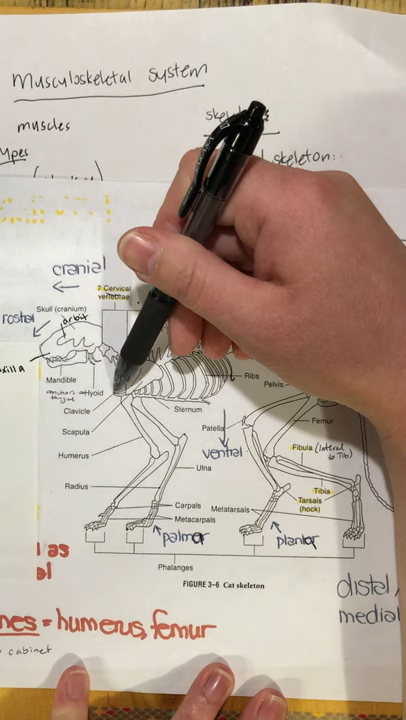 musculoskeletal system
muscles
skeleton:
cranial
7 Cervical
vertebrae
Skull (cranium)
orbit
Mandible
Hyoid
Clavicle
Scapula
Sternum
Ribs
Pelvis
Patella
Femur
ventral
Fibula (lateral
to Tib)
Humerus
Ulna
Radius
Tibia
Tarsals
(hock)
Carpals
Metacarpals
Metatarsals
palmar
plantar
Phalanges
FIGURE 3-6 Cat skeleton
distal
medial
as
= humerus, femur
cabinet